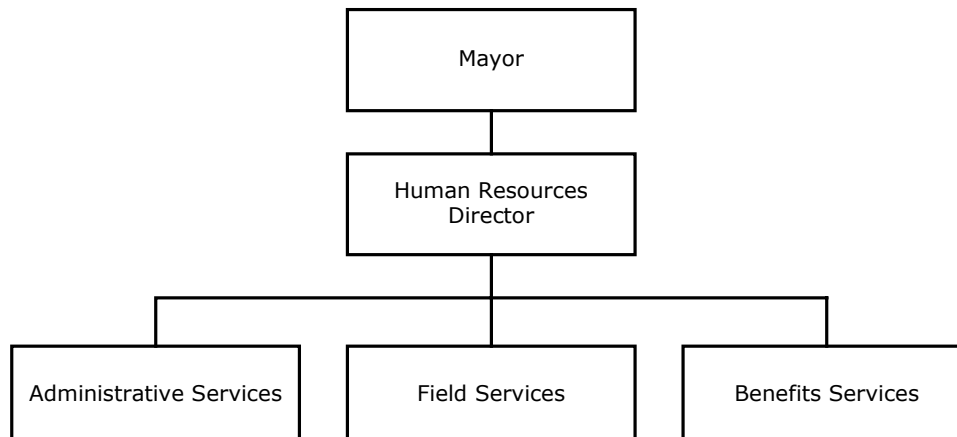 Mayor
Human Resources
Director
Administrative Services
Field Services
Benefits Services